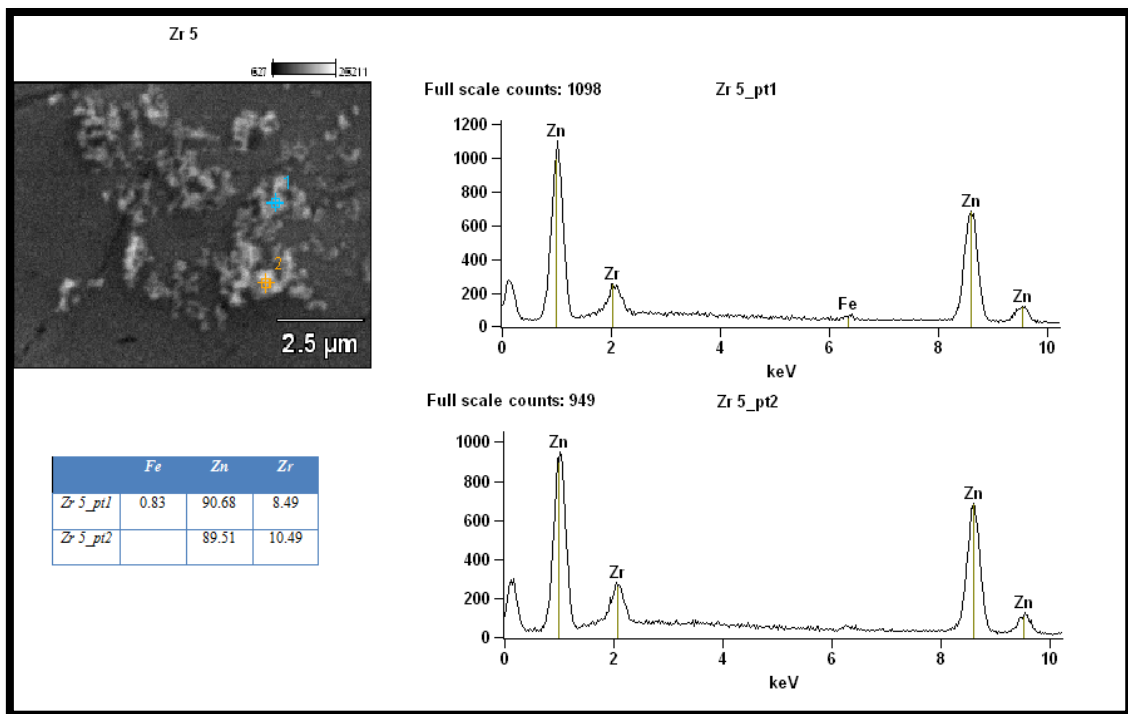 Zr 5
627 26211
1
2
2.5 µm
Full scale counts: 1098 Zr 5_pt1
1200
1000
800
600
400
200
0
Zn
Zr
Fe
Zn
Zn
0 2 4 6 8 10
keV
Full scale counts: 949 Zr 5_pt2
1000
800
600
400
200
0
Zn
Zr
Zn
Zn
0 2 4 6 8 10
keV
Fe Zn Zr
Zr 5_pt1 0.83 90.68 8.49
Zr 5_pt2 89.51 10.49